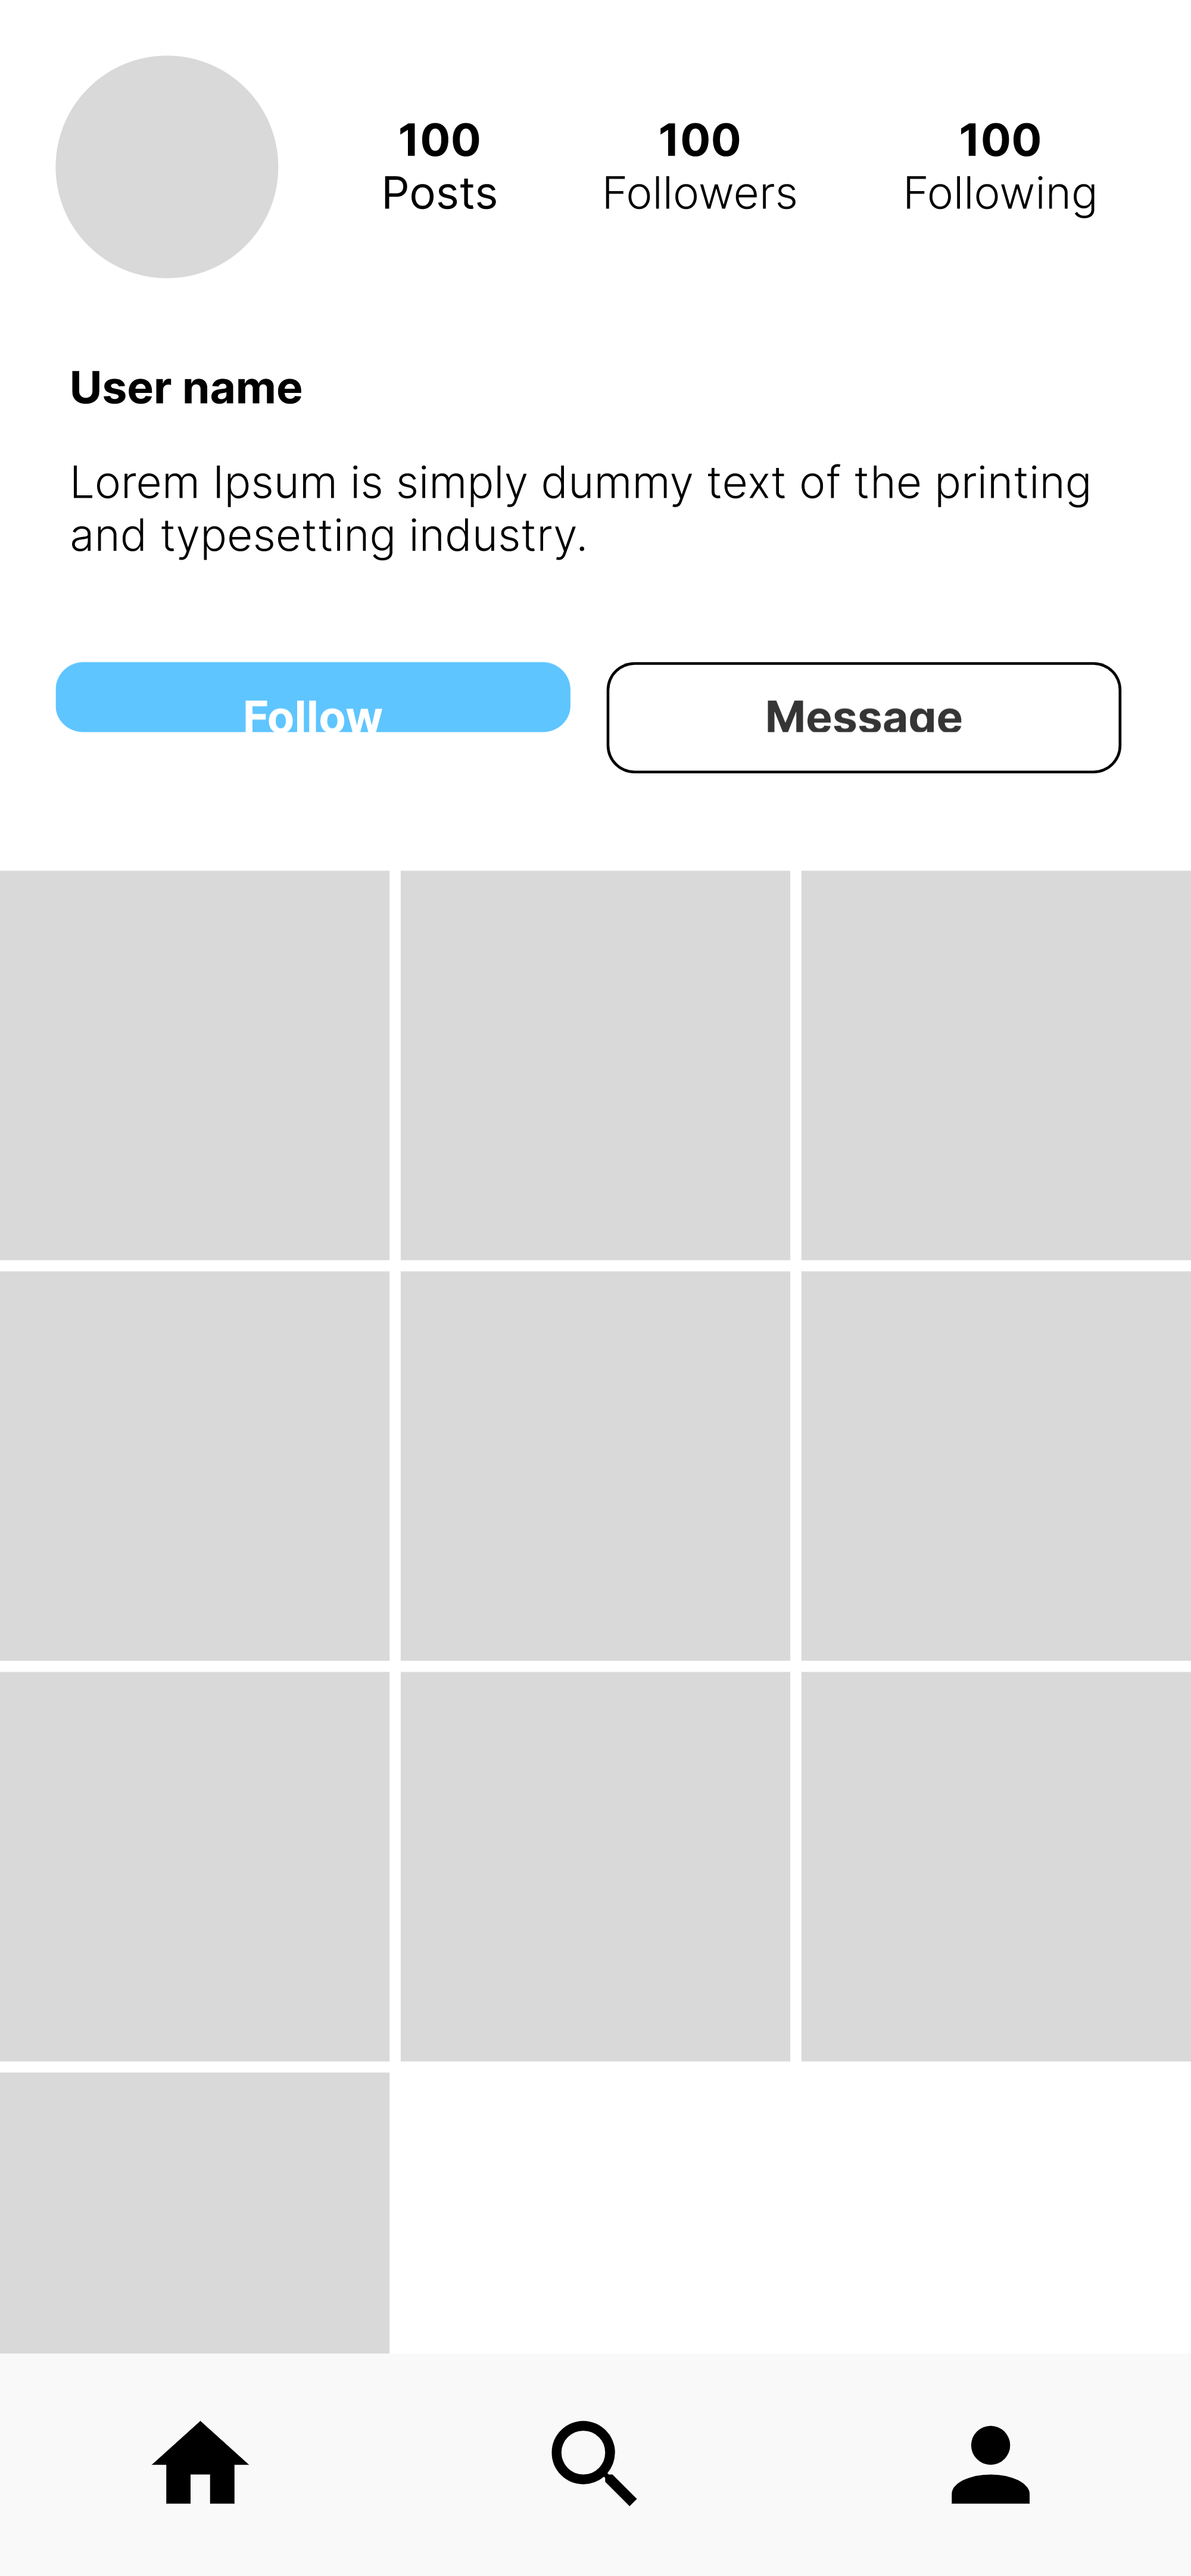 100 100 100
Posts Followers Following
User name
Lorem Ipsum is simply dummy text of the printing
and typesetting industry.
Follow Message